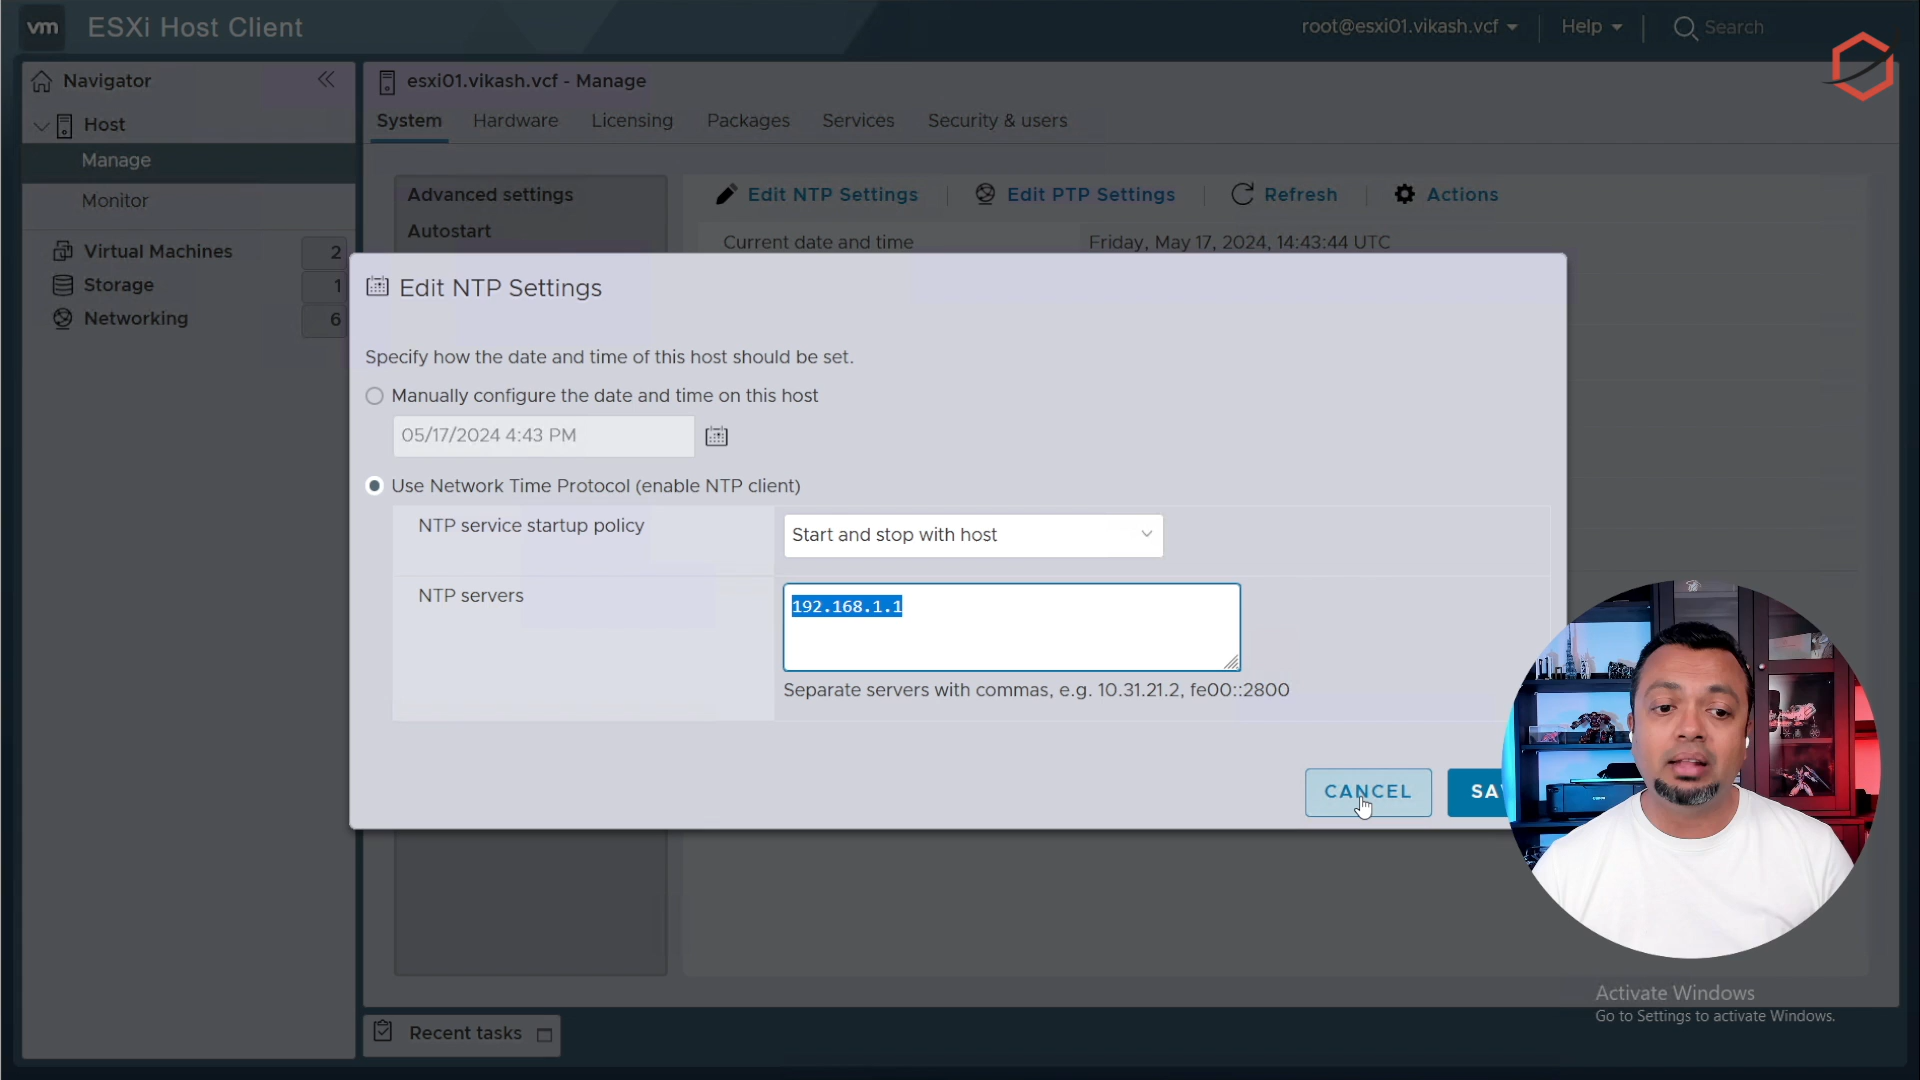 vm ESXi Host Client root@esxi01.vikash.vcf Help Search
Navigator
esxi01.vikash.vcf - Manage
Host
System Hardware Licensing Packages Services Security & users
Manage
Monitor
Advanced settings
Autostart
Edit NTP Settings Edit PTP Settings Refresh Actions
Current date and time Friday, May 17, 2024, 14:43:44 UTC
Virtual Machines 2
Storage 1
Networking 6
Edit NTP Settings
Specify how the date and time of this host should be set.
Manually configure the date and time on this host
05/17/2024 4:43 PM
Use Network Time Protocol (enable NTP client)
NTP service startup policy Start and stop with host
NTP servers 192.168.1.1
Separate servers with commas, e.g. 10.31.21.2, fe00::2800
CANCEL SA
Activate Windows
Go to Settings to activate Windows.
Recent tasks